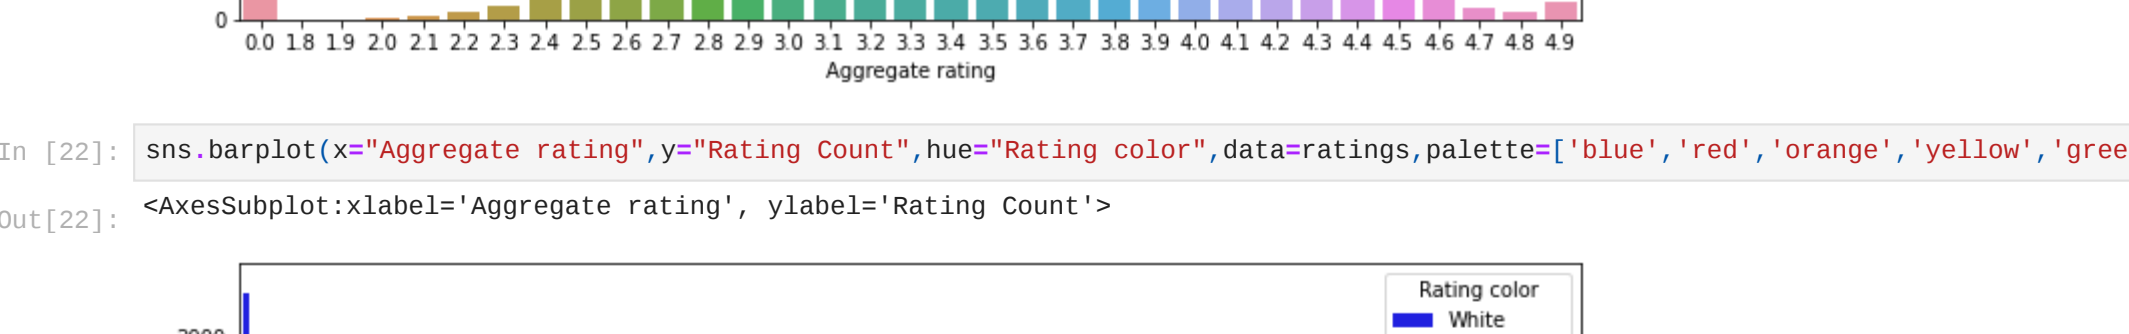 0
0.0 1.8 1.9 2.0 2.1 2.2 2.3 2.4 2.5 2.6 2.7 2.8 2.9 3.0 3.1 3.2 3.3 3.4 3.5 3.6 3.7 3.8 3.9 4.0 4.1 4.2 4.3 4.4 4.5 4.6 4.7 4.8 4.9
Aggregate rating
In [22]: sns.barplot(x="Aggregate rating",y="Rating Count",hue="Rating color",data=ratings,palette=['blue','red','orange','yellow','gree
Out[22]: <AxesSubplot:xlabel='Aggregate rating', ylabel='Rating Count'>
Rating color
White